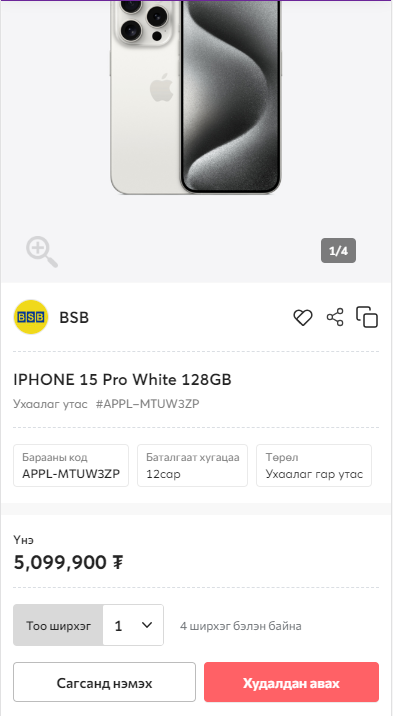 1/4
BSB
BSB
IPHONE 15 Pro White 128GB
Ухаалаг утас #APPL–MTUW3ZP
Барааны код
APPL-MTUW3ZP
Баталгаат хугацаа
12сар
Төрөл
Ухаалаг гар утас
Үнэ
5,099,900 ₮
Тоо ширхэг
1
4 ширхэг бэлэн байна
Сагсанд нэмэх
Худалдан авах